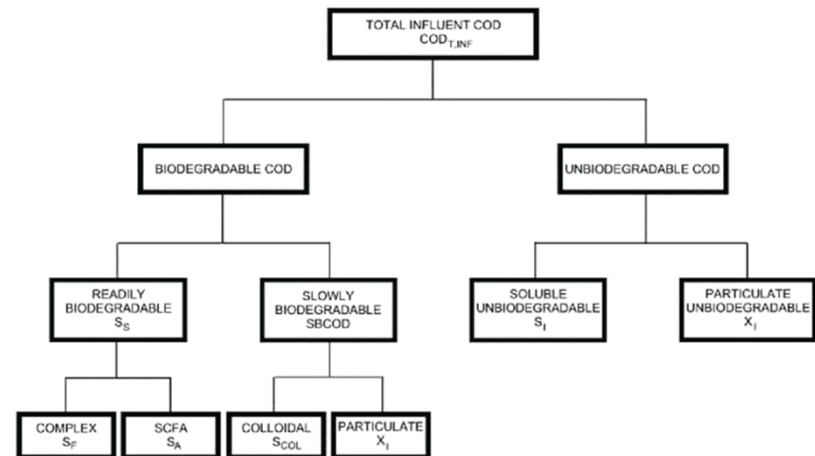 TOTAL INFLUENT COD
COD_T,INF
BIODEGRADABLE COD
UNBIODEGRADABLE COD
READILY
BIODEGRADABLE
S_S
SLOWLY
BIODEGRADABLE
SBCOD
SOLUBLE
UNBIODEGRADABLE
S_I
PARTICULATE
UNBIODEGRADABLE
X_I
COMPLEX
S_F
SCFA
S_A
COLLOIDAL
S_COL
PARTICULATE
X_I